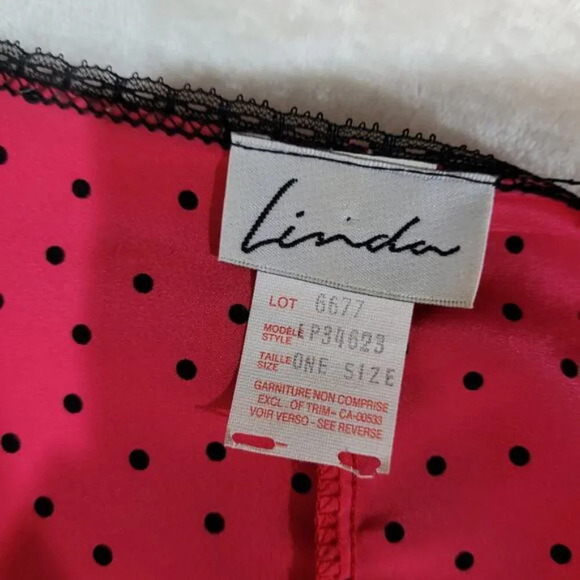 Linda
LOT 6677
MODÈLE
STYLE LP34623
TAILLE
SIZE ONE SIZE
GARNITURE NON COMPRISE
EXCL. OF TRIM- CA-00533
VOIR VERSO - SEE REVERSE